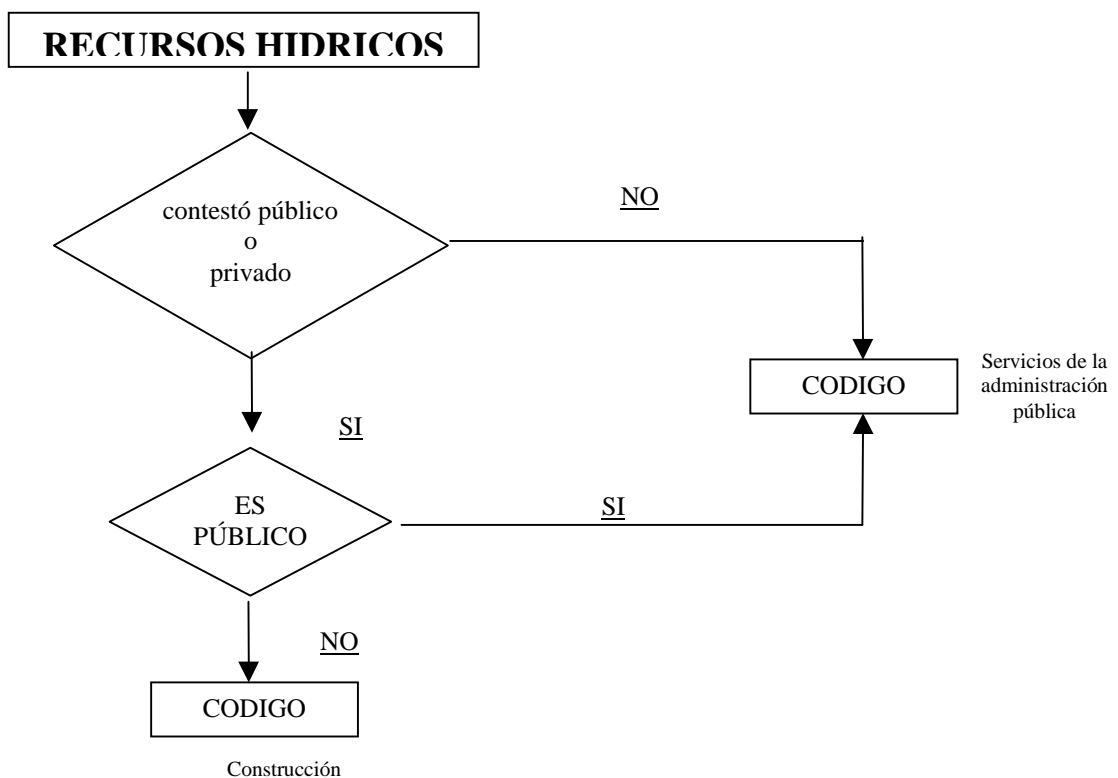 RECURSOS HIDRICOS
contestó público
o
privado
NO
CODIGO
Servicios de la
administración
pública
SI
ES
PÚBLICO
SI
NO
CODIGO
Construcción